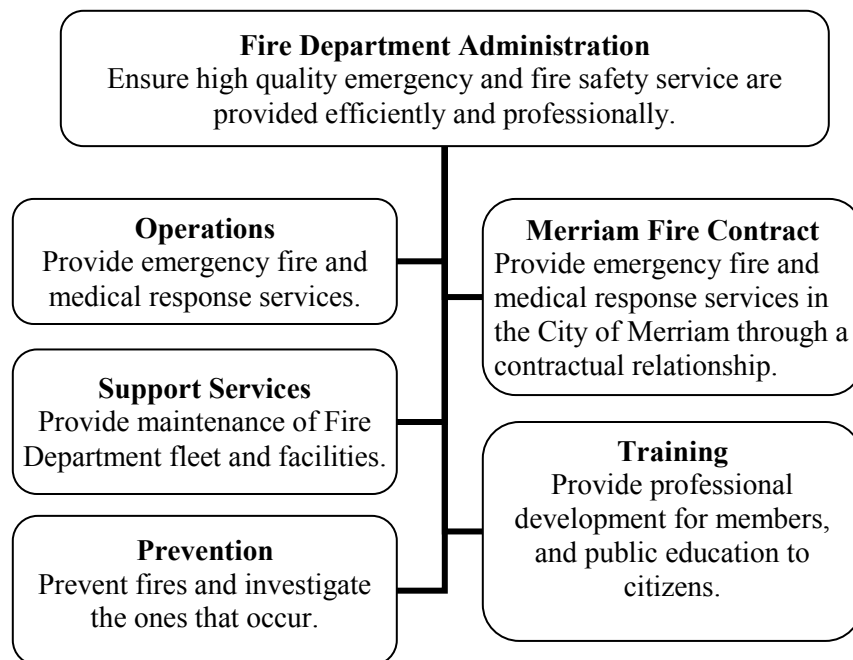 Fire Department Administration
Ensure high quality emergency and fire safety service are
provided efficiently and professionally.
Operations
Provide emergency fire and
medical response services.
Merriam Fire Contract
Provide emergency fire and
medical response services in
the City of Merriam through a
contractual relationship.
Support Services
Provide maintenance of Fire
Department fleet and facilities.
Training
Provide professional
development for members,
and public education to
citizens.
Prevention
Prevent fires and investigate
the ones that occur.